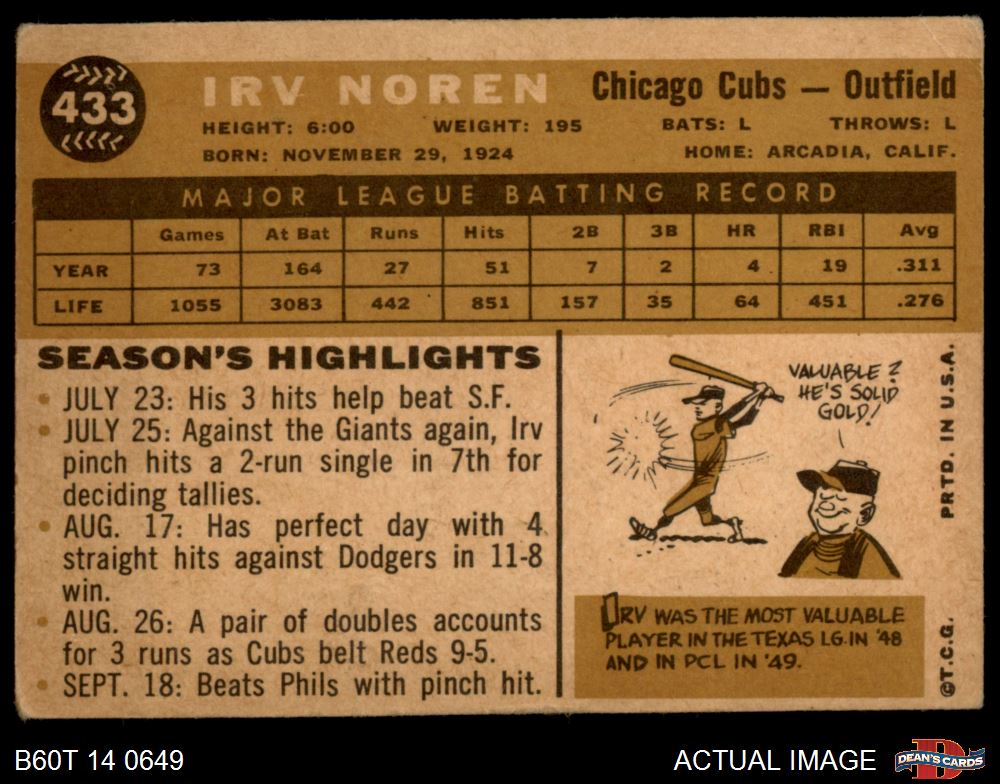 433
IRV NOREN
Chicago Cubs — Outfield
HEIGHT: 6:00 WEIGHT: 195 BATS: L THROWS: L
BORN: NOVEMBER 29, 1924 HOME: ARCADIA, CALIF.
MAJOR LEAGUE BATTING RECORD
Games At Bat Runs Hits 2B 3B HR RBI Avg
YEAR 73 164 27 51 7 2 4 19 .311
LIFE 1055 3083 442 851 157 35 64 451 .276
SEASON'S HIGHLIGHTS
• JULY 23: His 3 hits help beat S.F.
• JULY 25: Against the Giants again, Irv
pinch hits a 2-run single in 7th for
deciding tallies.
• AUG. 17: Has perfect day with 4
straight hits against Dodgers in 11-8
win.
• AUG. 26: A pair of doubles accounts
for 3 runs as Cubs belt Reds 9-5.
• SEPT. 18: Beats Phils with pinch hit.
VALUABLE?
HE'S SOLID
GOLD!
IRV WAS THE MOST VALUABLE
PLAYER IN THE TEXAS LG. IN '48
AND IN PCL IN '49.
PRTD. IN U.S.A.
©T.C.G.
B60T 14 0649
ACTUAL IMAGE
D
DEAN'S CARDS